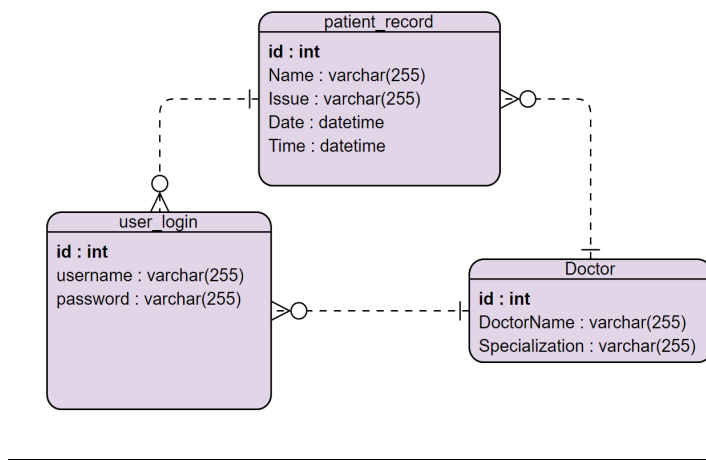 patient_record
id : int
Name : varchar(255)
Issue : varchar(255)
Date : datetime
Time : datetime
user_login
id : int
username : varchar(255)
password : varchar(255)
Doctor
id : int
DoctorName : varchar(255)
Specialization : varchar(255)